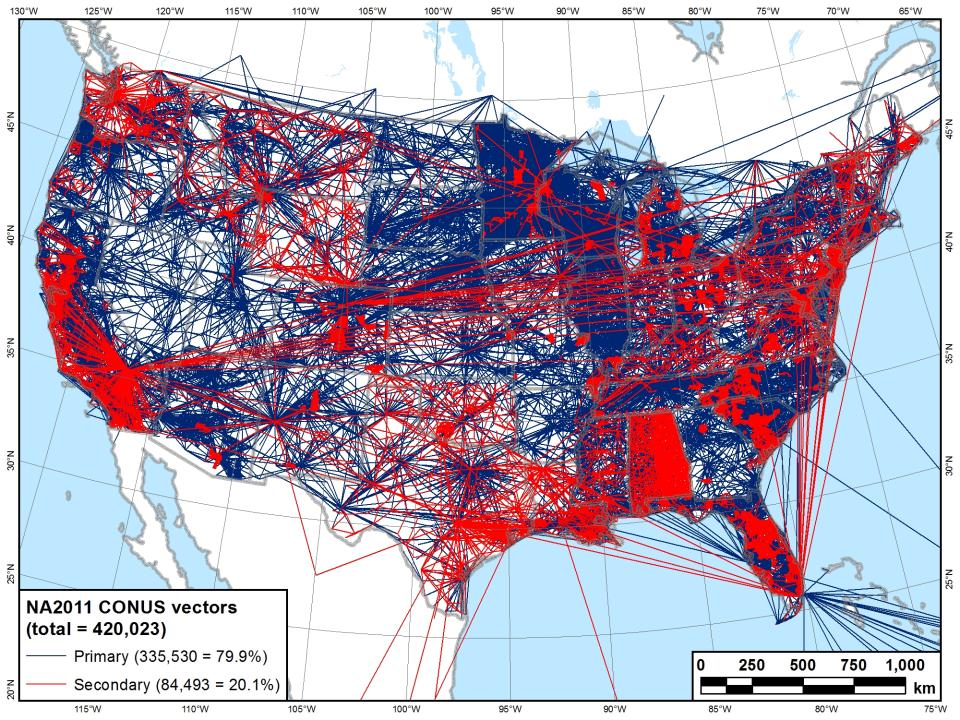 130°W 120°W 115°W 110°W 105°W 100°W 95°W 90°W 85°W 80°W 75°W 70°W 65°W
45°N 45°N
40°N 40°N
35°N 35°N
30°N 30°N
25°N 25°N
20°N
NA2011 CONUS vectors
(total = 420,023)
Primary (335,530 = 79.9%)
Secondary (84,493 = 20.1%)
0 250 500 750 1,000
km
115°W 110°W 105°W 100°W 95°W 90°W 85°W 80°W 75°W